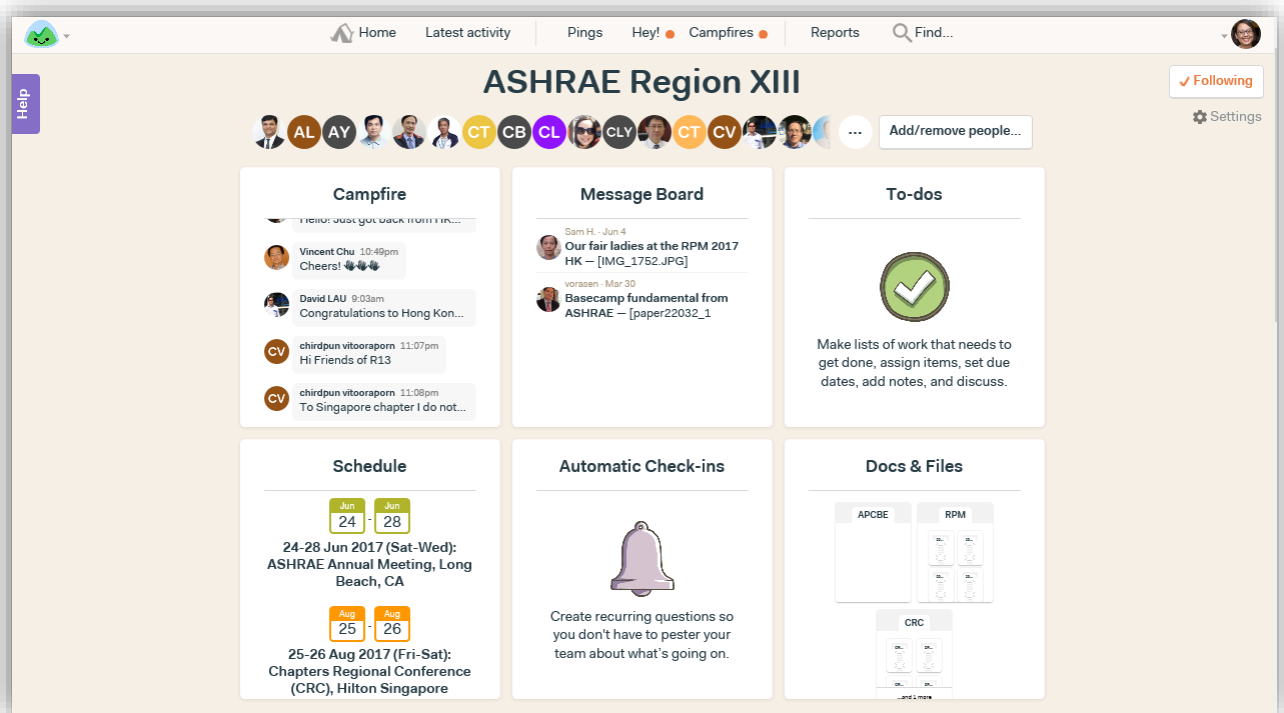 Home Latest activity Pings Hey! Campfires Reports Find...
Help
ASHRAE Region XIII
Following
Settings
AL AY CT CB CL CLY CT CV ... Add/remove people...
Campfire
Hello! Just got back from HK...
Vincent Chu 10:49pm
Cheers!
David LAU 9:03am
Congratulations to Hong Kon...
CV
chirdpun vitooraporn 11:07pm
Hi Friends of R13
CV
chirdpun vitooraporn 11:08pm
To Singapore chapter I do not...
Message Board
Sam H. · Jun 4
Our fair ladies at the RPM 2017
HK — [IMG_1752.JPG]
vorasen · Mar 30
Basecamp fundamental from
ASHRAE — [paper22032_1
To-dos
Make lists of work that needs to
get done, assign items, set due
dates, add notes, and discuss.
Schedule
Jun Jun
24 - 28
24-28 Jun 2017 (Sat-Wed):
ASHRAE Annual Meeting, Long
Beach, CA
Aug Aug
25 - 26
25-26 Aug 2017 (Fri-Sat):
Chapters Regional Conference
(CRC), Hilton Singapore
Automatic Check-ins
Create recurring questions so
you don't have to pester your
team about what's going on.
Docs & Files
APCBE RPM
CRC
...and 1 more